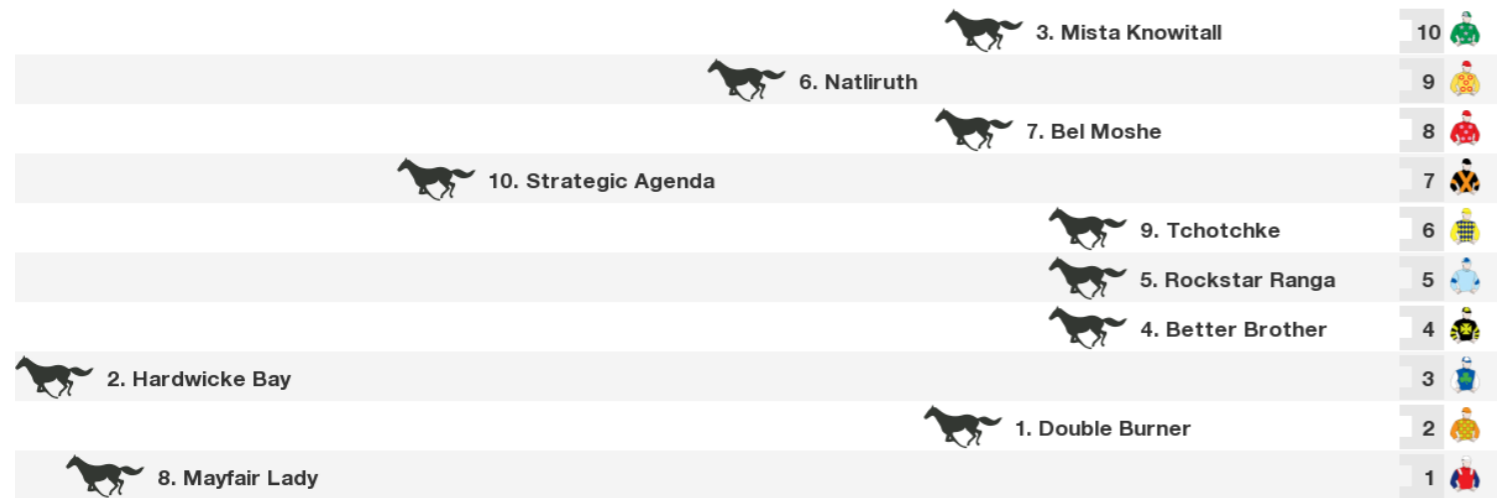 3. Mista Knowitall 10
6. Natliruth 9
7. Bel Moshe 8
10. Strategic Agenda 7
9. Tchotchke 6
5. Rockstar Ranga 5
4. Better Brother 4
2. Hardwicke Bay 3
1. Double Burner 2
8. Mayfair Lady 1